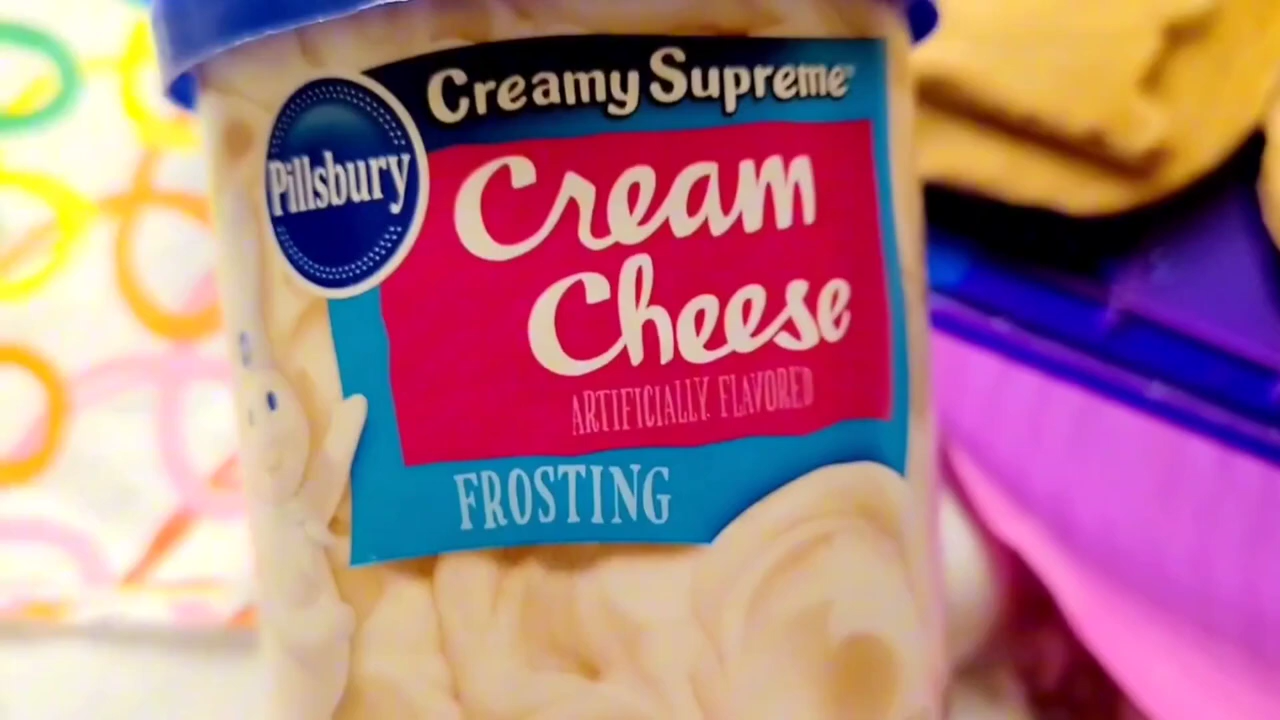 Creamy Supreme
Pillsbury
Cream
Cheese
ARTIFICIALLY FLAVORED
FROSTING